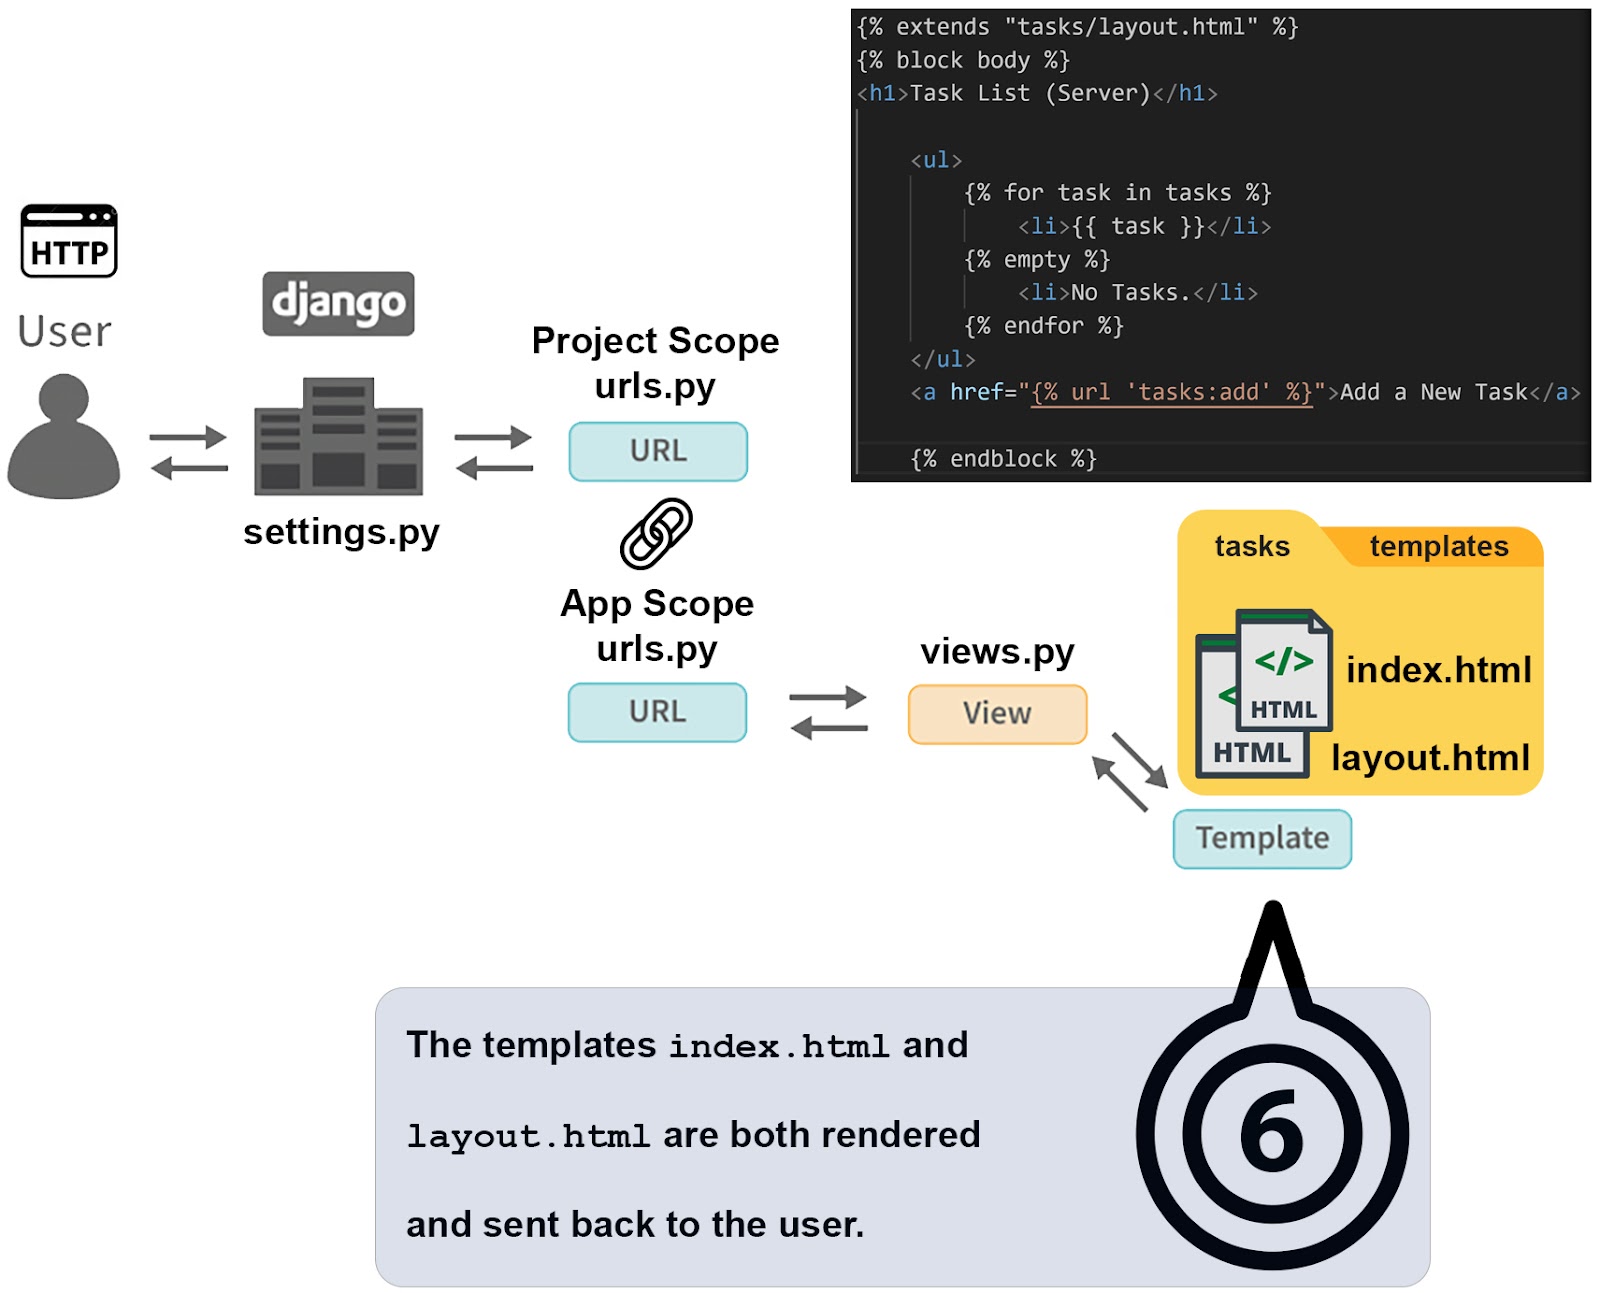 {% extends "tasks/layout.html" %}
{% block body %}
<h1>Task List (Server)</h1>
<ul>
{% for task in tasks %}
<li>{{ task }}</li>
{% empty %}
<li>No Tasks.</li>
{% endfor %}
</ul>
<a href="{% url 'tasks:add' %}">Add a New Task</a>
{% endblock %}
HTTP
User
django
settings.py
Project Scope
urls.py
URL
App Scope
urls.py
URL
views.py
View
tasks
templates
</>
HTML
index.html
<
HTML
layout.html
Template
The templates index.html and
layout.html are both rendered
and sent back to the user.
6